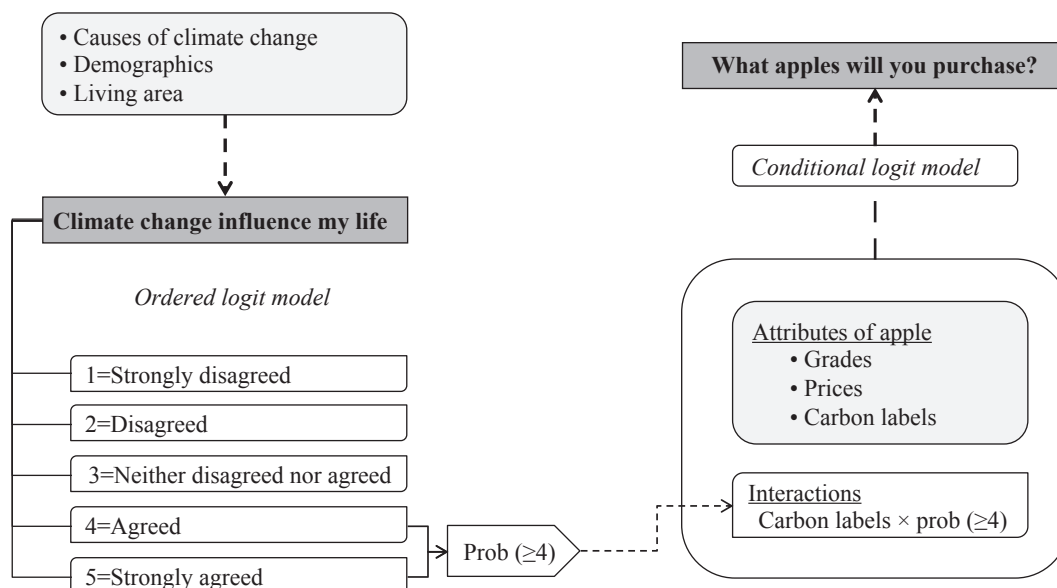 • Causes of climate change
• Demographics
• Living area
Climate change influence my life
Ordered logit model
1=Strongly disagreed
2=Disagreed
3=Neither disagreed nor agreed
4=Agreed
5=Strongly agreed
Prob (≥4)
What apples will you purchase?
Conditional logit model
Attributes of apple
• Grades
• Prices
• Carbon labels
Interactions
Carbon labels × prob (≥4)